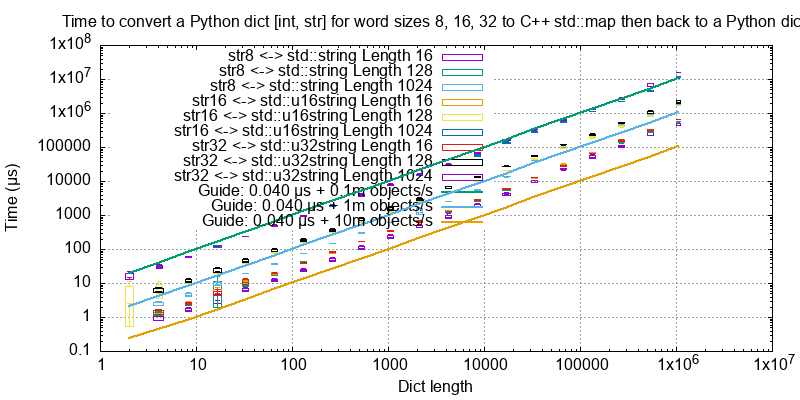 Time to convert a Python dict [int, str] for word sizes 8, 16, 32 to C++ std::map then back to a Python dic
1x10^8
1x10^7
1x10^6
100000
10000
1000
100
10
1
0.1
Time (µs)
str8 <-> std::string Length 16
str8 <-> std::string Length 128
str8 <-> std::string Length 1024
str16 <-> std::u16string Length 16
str16 <-> std::u16string Length 128
str16 <-> std::u16string Length 1024
str32 <-> std::u32string Length 16
str32 <-> std::u32string Length 128
str32 <-> std::u32string Length 1024
Guide: 0.040 µs + 0.1m objects/s
Guide: 0.040 µs + 1m objects/s
Guide: 0.040 µs + 10m objects/s
1 10 100 1000 10000 100000 1x10^6 1x10^7
Dict length